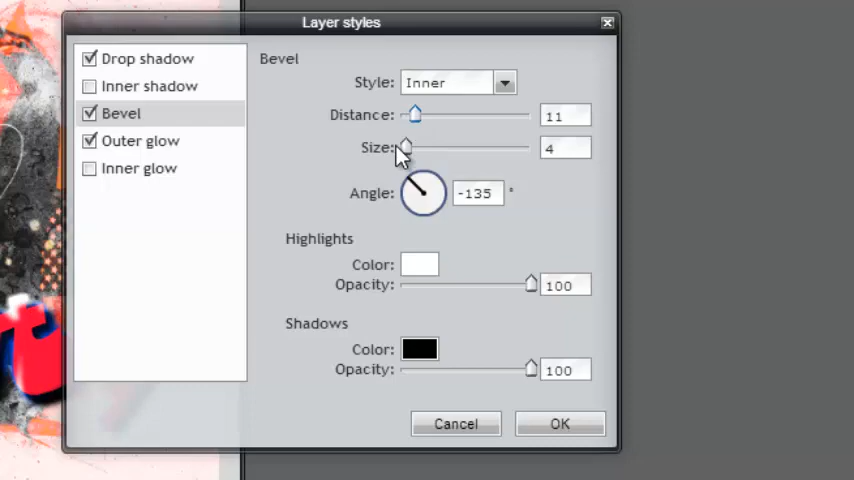 Layer styles
Drop shadow
Inner shadow
Bevel
Outer glow
Inner glow
Bevel
Style: Inner
Distance: 11
Size: 4
Angle: -135 °
Highlights
Color:
Opacity: 100
Shadows
Color:
Opacity: 100
Cancel OK